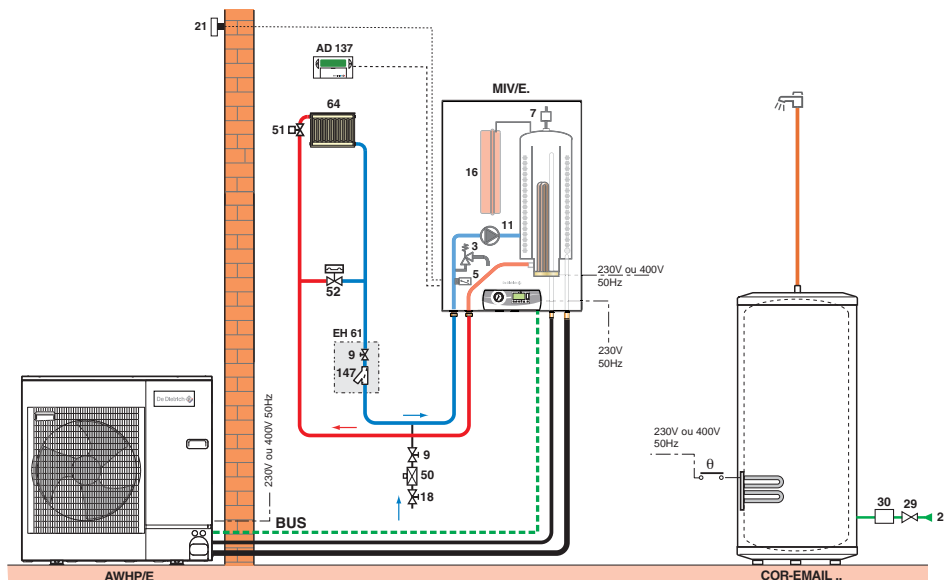 21
AD 137
MIV/E.
64
7
51
16
11
3
5
230V ou 400V
50Hz
52
EH 61
9
230V
50Hz
147
De Dietrich
230V ou 400V 50Hz
230V ou 400V
50Hz
θ
9
50
18
30
29
2
BUS
AWHP/E
COR-EMAIL ..